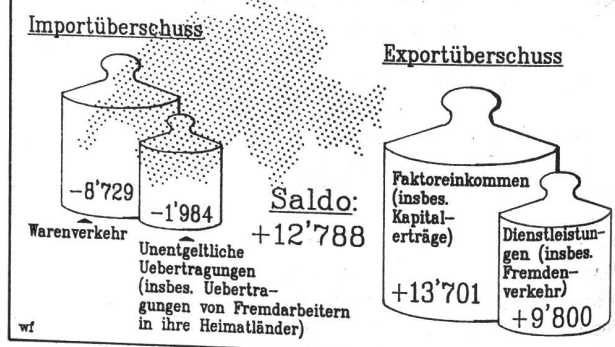 Importüberschuss
−8'729
Warenverkehr
−1'984
Unentgeltliche
Uebertragungen
(insbes. Uebertra-
gungen von Fremdarbeitern
in ihre Heimatländer)
Saldo:
+12'788
Exportüberschuss
Faktoreinkommen
(insbes.
Kapital-
erträge)
+13'701
Dienstleistun-
gen (insbes.
Fremden-
verkehr)
+9'800
wf